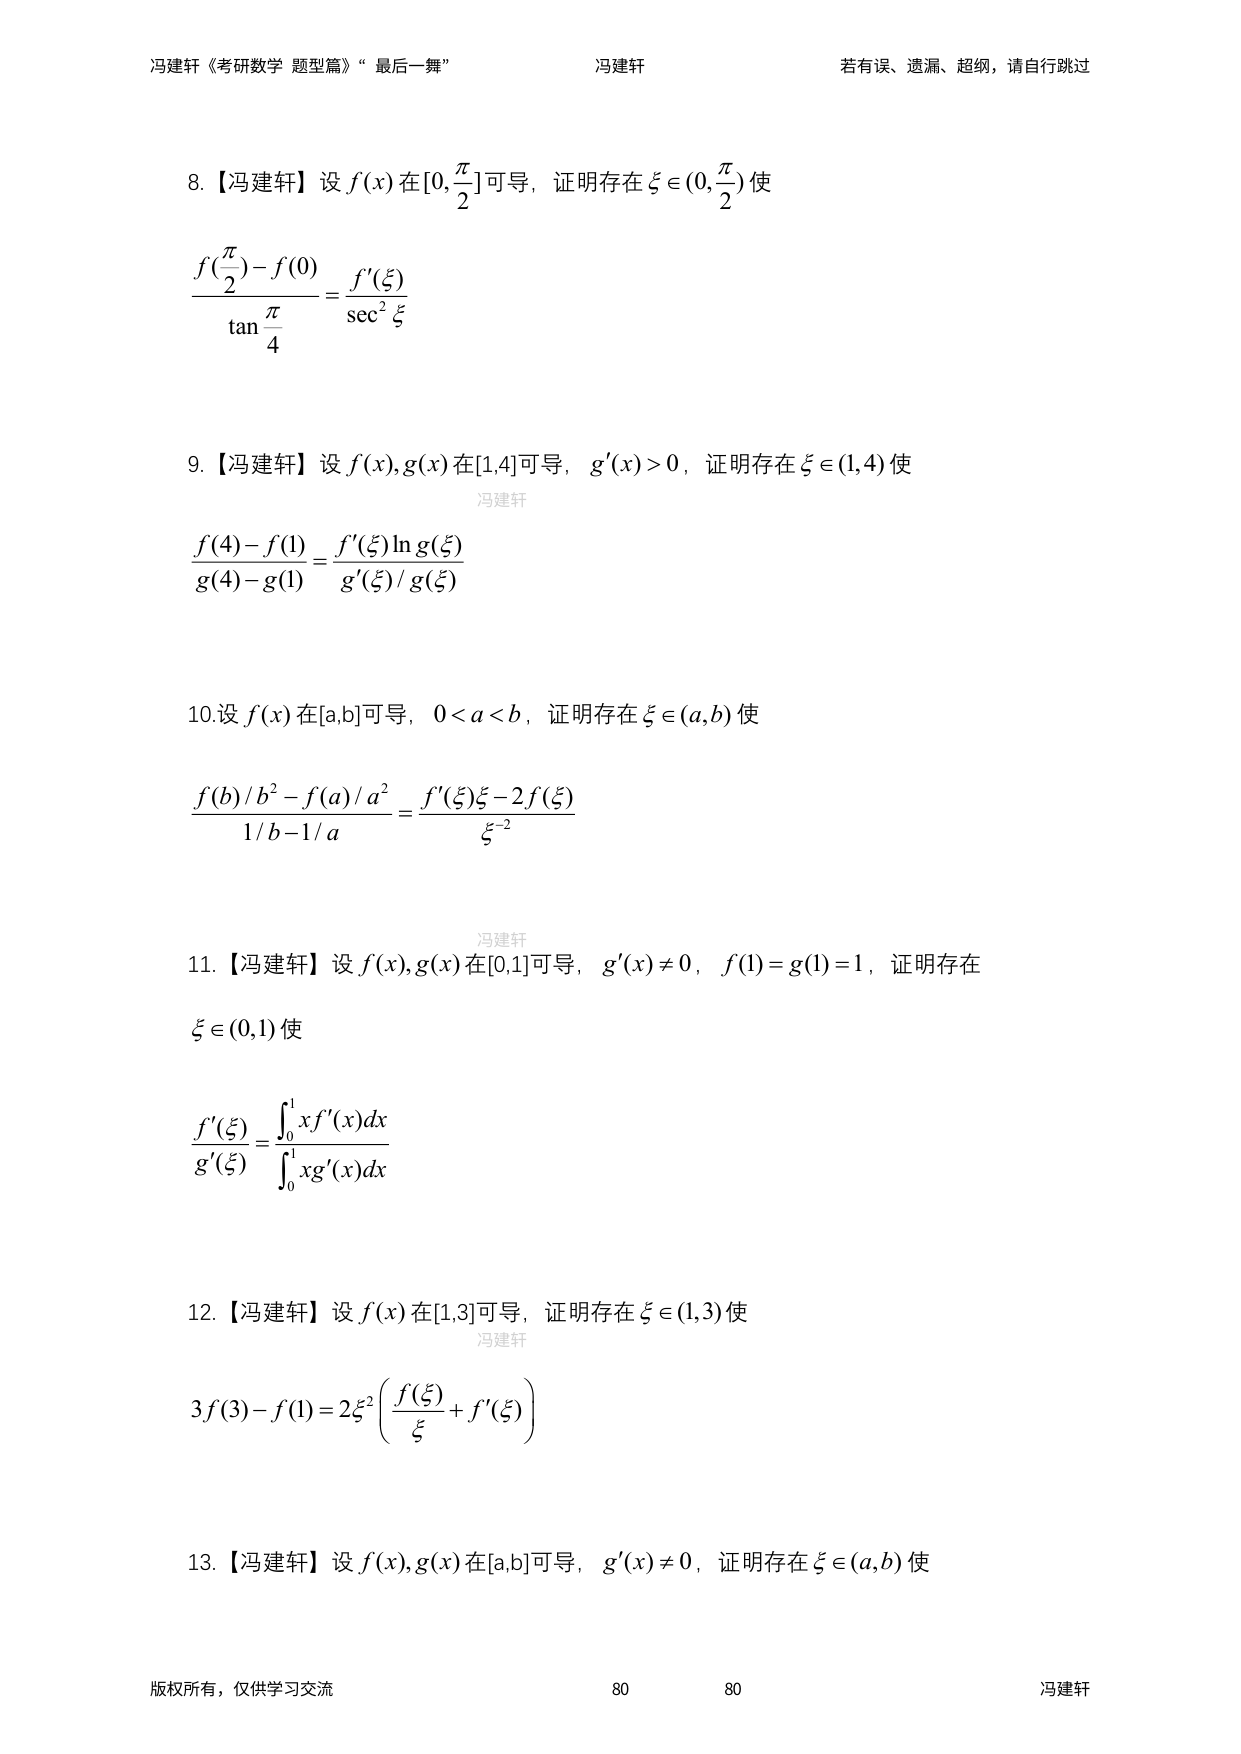 冯建轩《考研数学 题型篇》“ 最后一舞” 冯建轩 若有误、遗漏、超纲，请自行跳过
8.【冯建轩】设 f(x) 在 [0, π/2] 可导，证明存在 ξ∈(0, π/2) 使
(f(π/2) − f(0)) / (tan π/4) = f′(ξ) / sec² ξ
9.【冯建轩】设 f(x), g(x) 在[1,4]可导， g′(x) > 0，证明存在 ξ∈(1,4) 使
冯建轩
(f(4) − f(1)) / (g(4) − g(1)) = (f′(ξ) ln g(ξ)) / (g′(ξ) / g(ξ))
10.设 f(x) 在[a,b]可导， 0 < a < b，证明存在 ξ∈(a,b) 使
(f(b) / b² − f(a) / a²) / (1/b − 1/a) = (f′(ξ)ξ − 2f(ξ)) / ξ⁻²
冯建轩
11.【冯建轩】设 f(x), g(x) 在[0,1]可导， g′(x) ≠ 0， f(1) = g(1) = 1，证明存在
ξ∈(0,1) 使
f′(ξ) / g′(ξ) = ∫₀¹ xf′(x)dx / ∫₀¹ xg′(x)dx
12.【冯建轩】设 f(x) 在[1,3]可导，证明存在 ξ∈(1,3) 使
冯建轩
3f(3) − f(1) = 2ξ² (f(ξ)/ξ + f′(ξ))
13.【冯建轩】设 f(x), g(x) 在[a,b]可导， g′(x) ≠ 0，证明存在 ξ∈(a,b) 使
版权所有，仅供学习交流 80 80 冯建轩